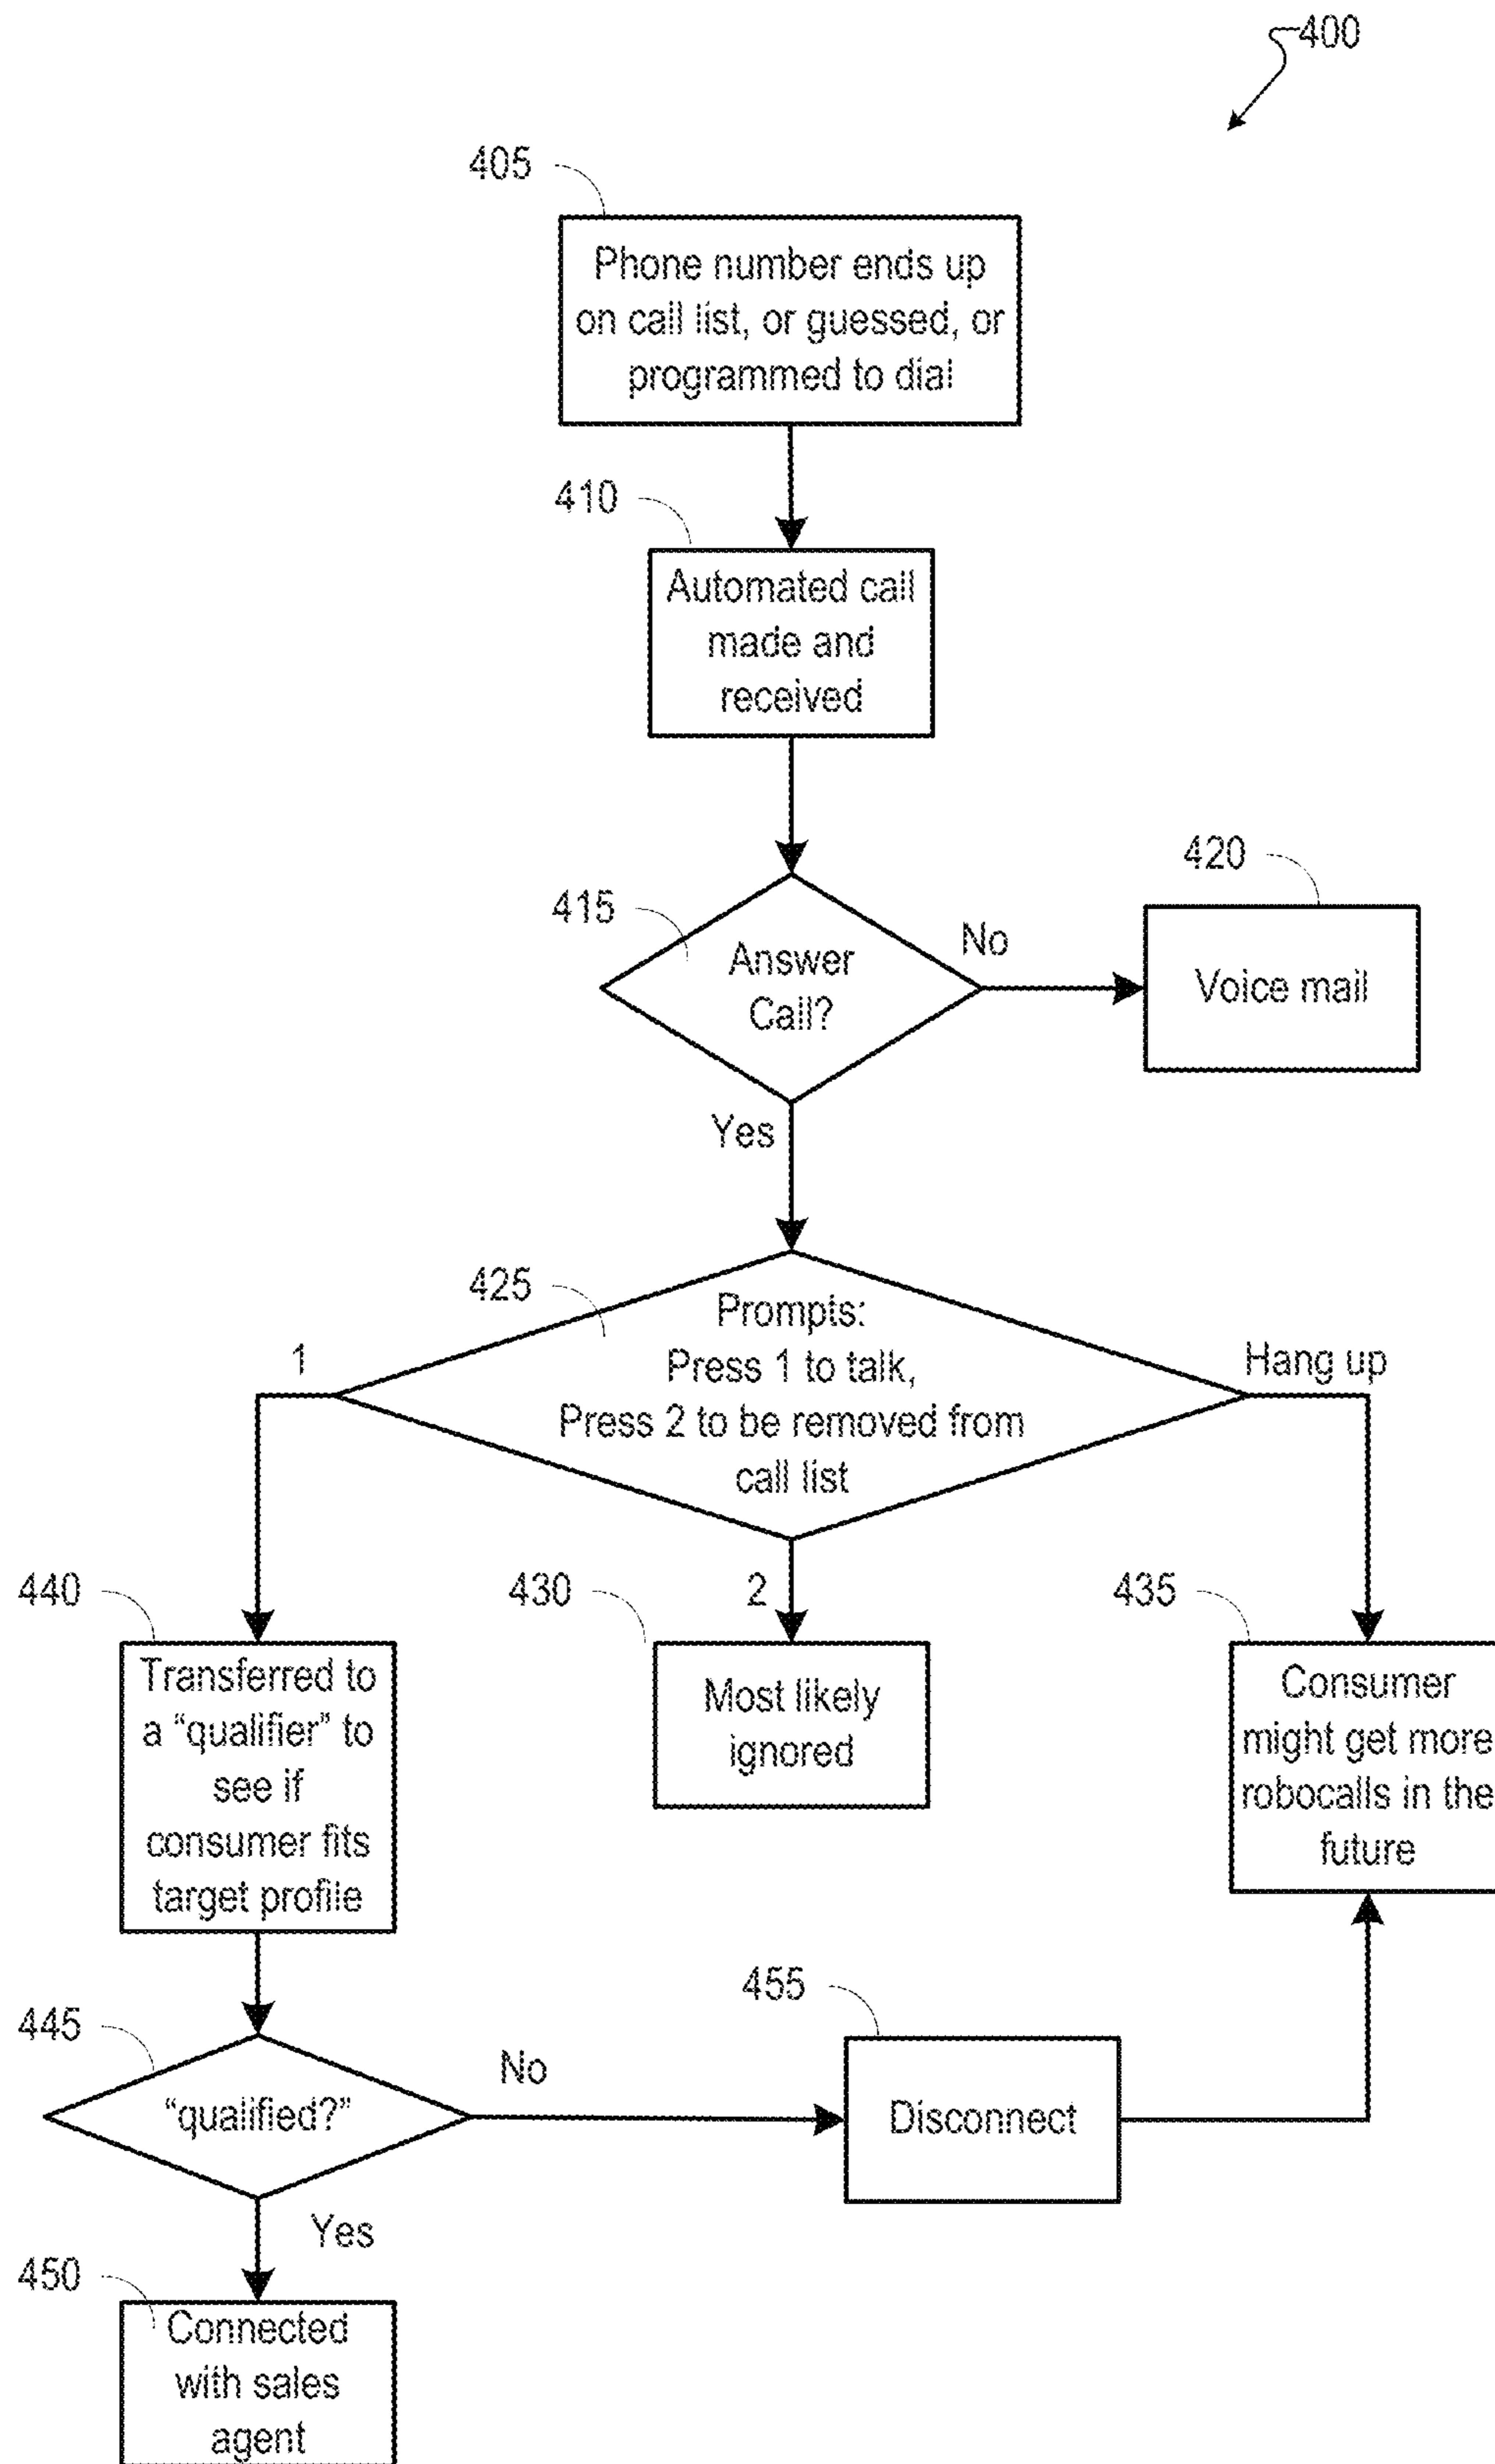 400
405
Phone number ends up
on call list, or guessed, or
programmed to dial
410
Automated call
made and
received
415
Answer
Call?
No
420
Voice mail
Yes
425
Prompts:
Press 1 to talk,
Press 2 to be removed from
call list
1
Hang up
2
440
Transferred to
a “qualifier” to
see if
consumer fits
target profile
430
Most likely
ignored
435
Consumer
might get more
robocalls in the
future
445
“qualified?”
No
455
Disconnect
Yes
450
Connected
with sales
agent